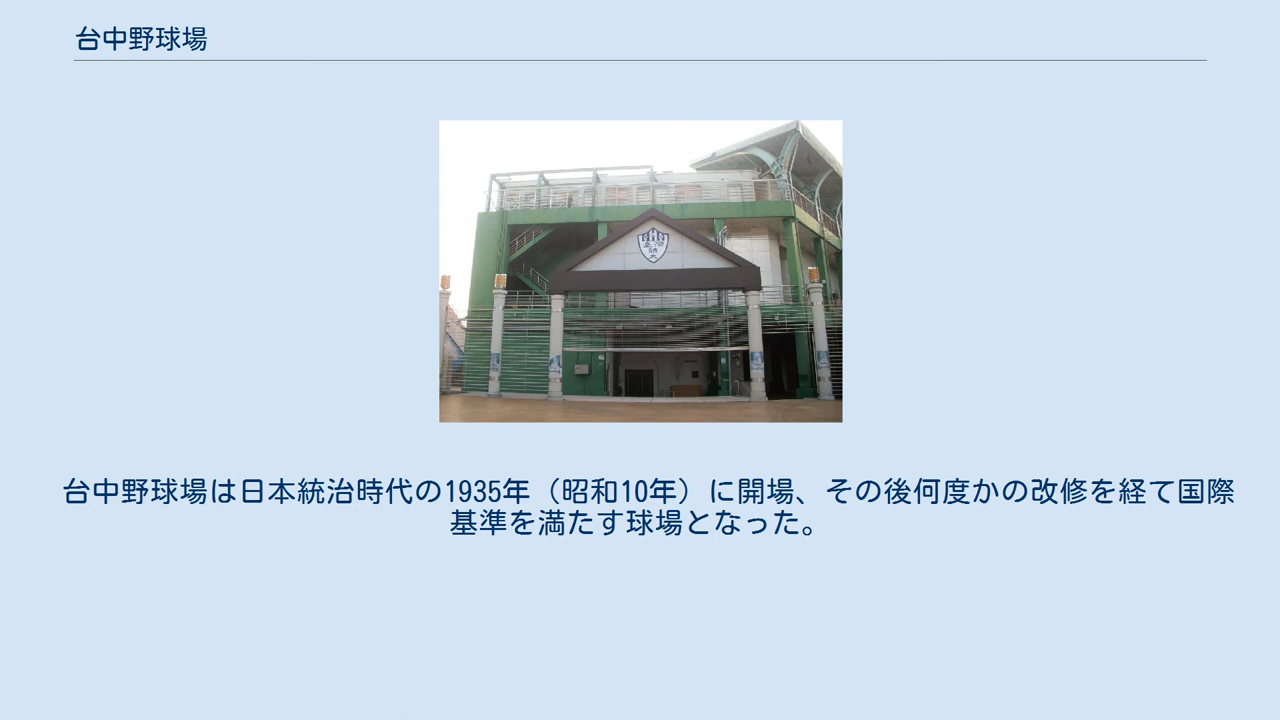 台中野球場
台中野球場は日本統治時代の1935年（昭和10年）に開場、その後何度かの改修を経て国際
基準を満たす球場となった。